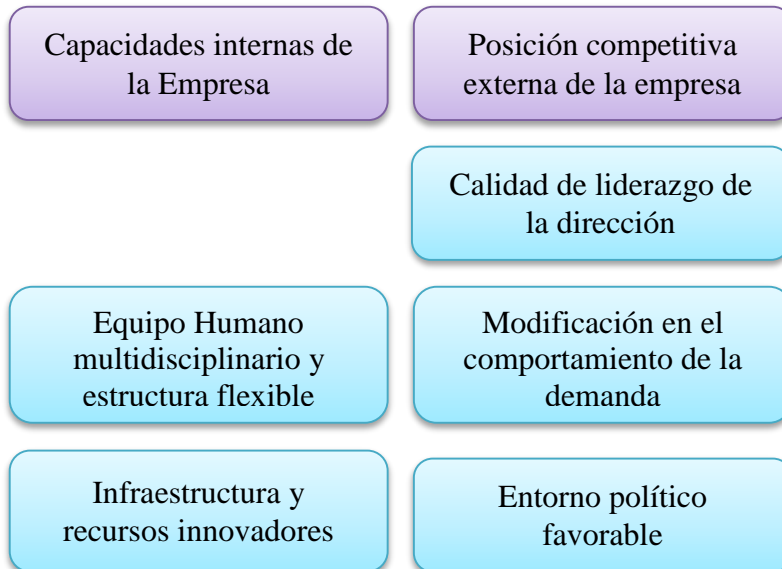 Capacidades internas de
la Empresa
Posición competitiva
externa de la empresa
Calidad de liderazgo de
la dirección
Equipo Humano
multidisciplinario y
estructura flexible
Modificación en el
comportamiento de la
demanda
Infraestructura y
recursos innovadores
Entorno político
favorable